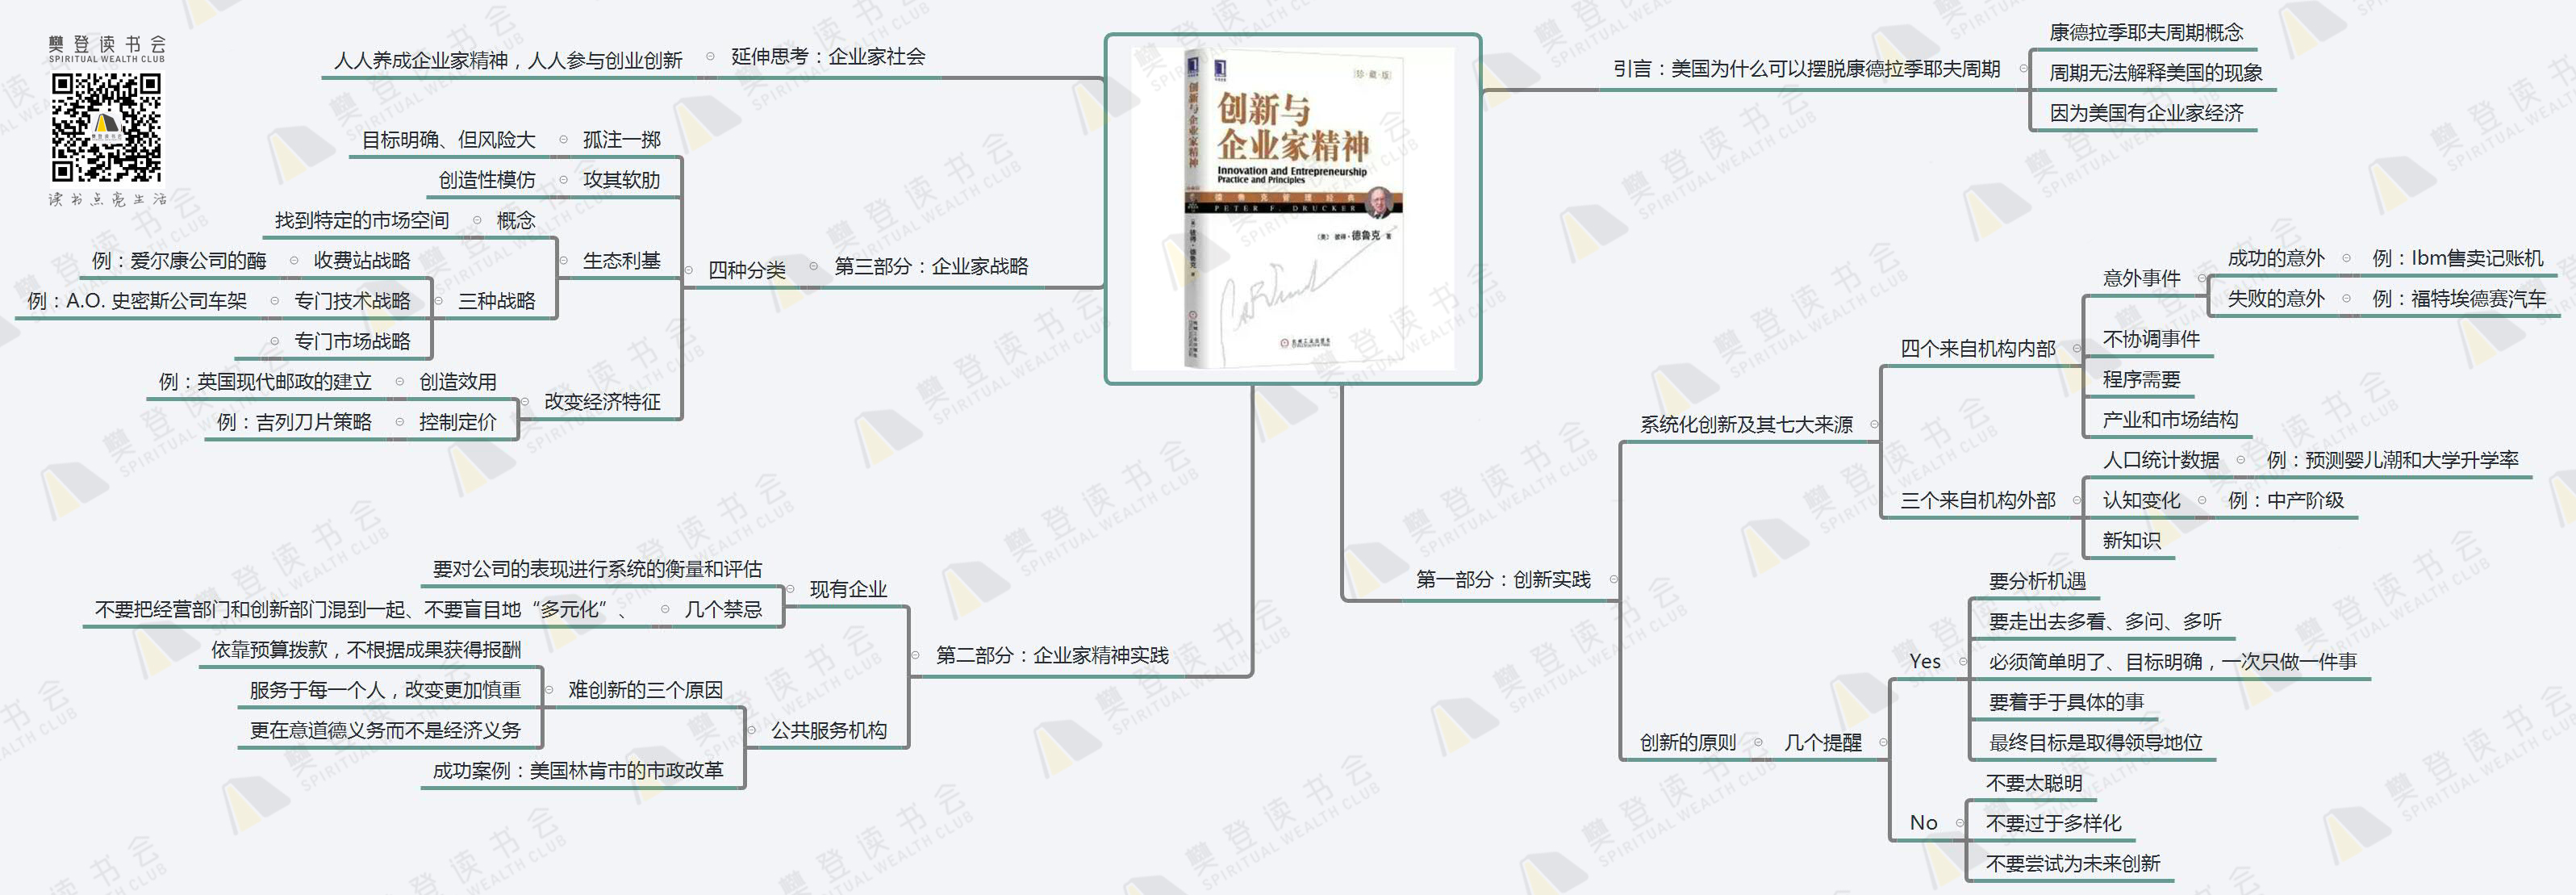 樊登读书会
SPIRITUAL WEALTH CLUB
读书点亮生活
珍·藏·版
创新与
企业家精神
Innovation and Entrepreneurship
Practice and Principles
德鲁克管理经典
PETER F. DRUCKER
(美) 彼得·德鲁克 著
创新与企业家精神
机械工业出版社
引言：美国为什么可以摆脱康德拉季耶夫周期
康德拉季耶夫周期概念
周期无法解释美国的现象
因为美国有企业家经济
第一部分：创新实践
系统化创新及其七大来源
四个来自机构内部
意外事件
成功的意外
例：Ibm售卖记账机
失败的意外
例：福特埃德赛汽车
不协调事件
程序需要
产业和市场结构
三个来自机构外部
人口统计数据
例：预测婴儿潮和大学升学率
认知变化
例：中产阶级
新知识
创新的原则
几个提醒
Yes
要分析机遇
要走出去多看、多问、多听
必须简单明了、目标明确，一次只做一件事
要着手于具体的事
最终目标是取得领导地位
No
不要太聪明
不要过于多样化
不要尝试为未来创新
第二部分：企业家精神实践
现有企业
要对公司的表现进行系统的衡量和评估
几个禁忌
不要把经营部门和创新部门混到一起、不要盲目地“多元化”、
公共服务机构
难创新的三个原因
依靠预算拨款，不根据成果获得报酬
服务于每一个人，改变更加慎重
更在意道德义务而不是经济义务
成功案例：美国林肯市的市政改革
第三部分：企业家战略
四种分类
孤注一掷
目标明确、但风险大
攻其软肋
创造性模仿
生态利基
概念
找到特定的市场空间
三种战略
收费站战略
例：爱尔康公司的酶
专门技术战略
例：A.O. 史密斯公司车架
专门市场战略
改变经济特征
创造效用
例：英国现代邮政的建立
控制定价
例：吉列刀片策略
延伸思考：企业家社会
人人养成企业家精神，人人参与创业创新